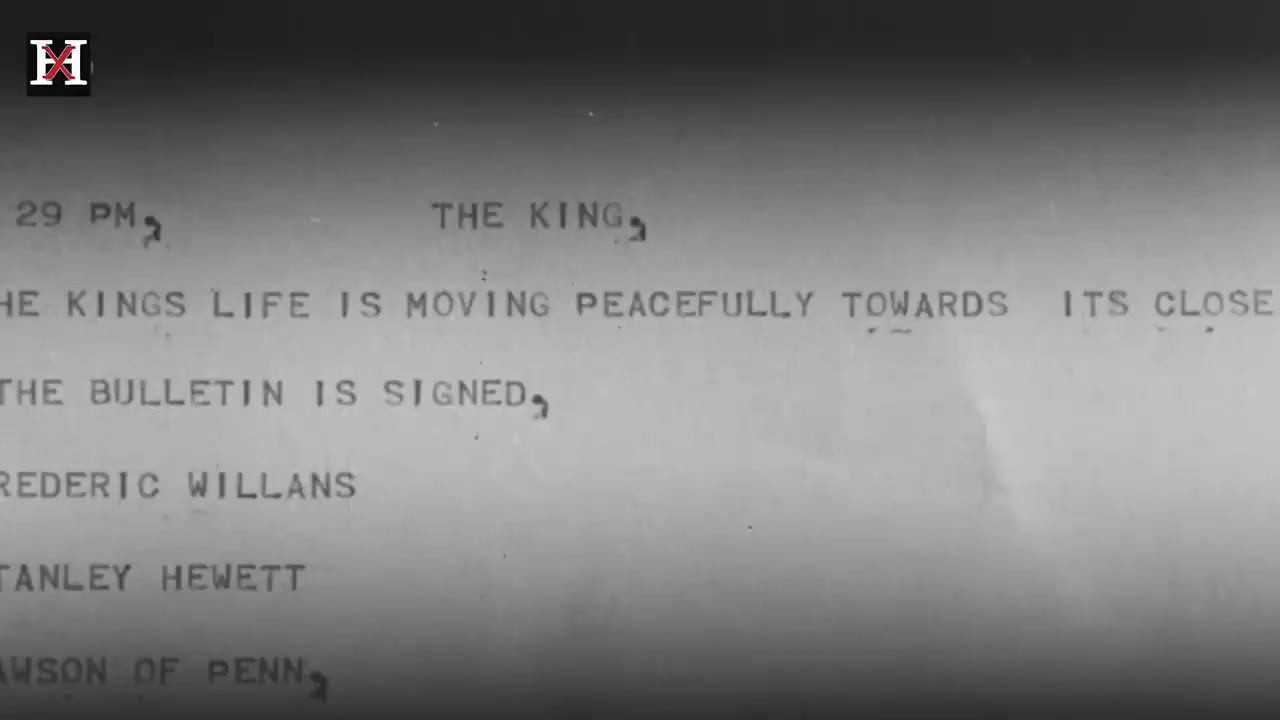 HX
29 PM, THE KING,
HE KINGS LIFE IS MOVING PEACEFULLY TOWARDS ITS CLOSE
THE BULLETIN IS SIGNED,
REDERIC WILLANS
TANLEY HEWETT
AWSON OF PENN,